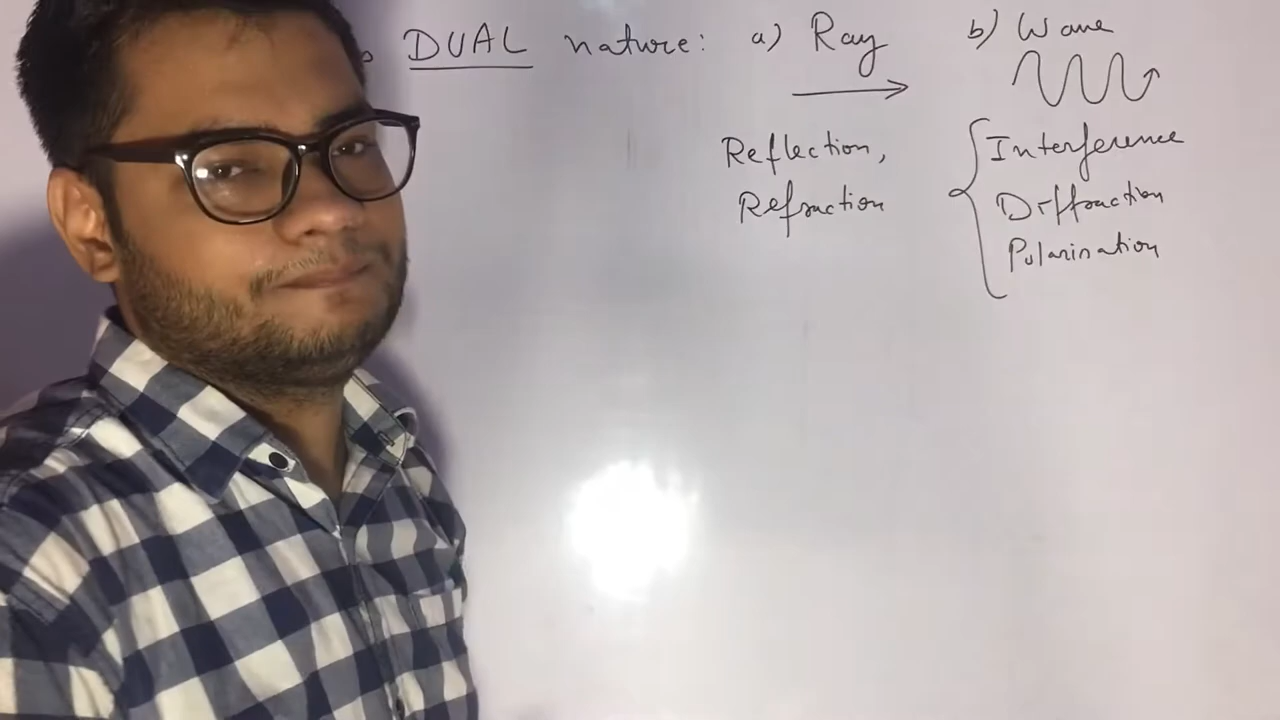 DUAL nature: a) Ray b) Wave
Reflection,
Refraction
Interference
Diffraction
Polarisation